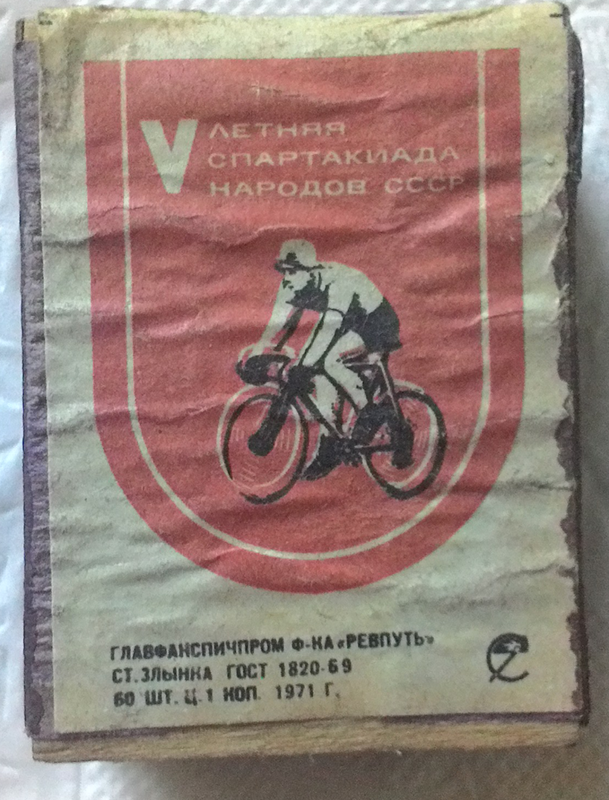 V ЛЕТНЯЯ
СПАРТАКИАДА
НАРОДОВ СССР
ГЛАВФАНСПИЧПРОМ Ф-КА «РЕВПУТЬ»
СТ. ЗЛЫНКА ГОСТ 1820-69
60 ШТ. Ц. 1 КОП. 1971 Г.